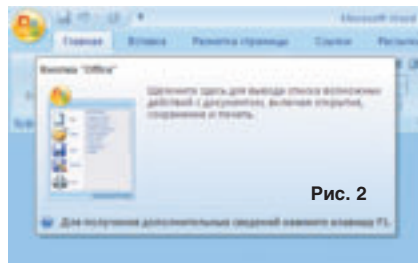 Главная Вставка Разметка страницы Ссылки
Кнопка "Office"
Щелкните здесь для вывода списка возможных
действий с документом, включая открытие,
сохранение и печать.
Рис. 2
Для получения дополнительных сведений нажмите клавишу F1.